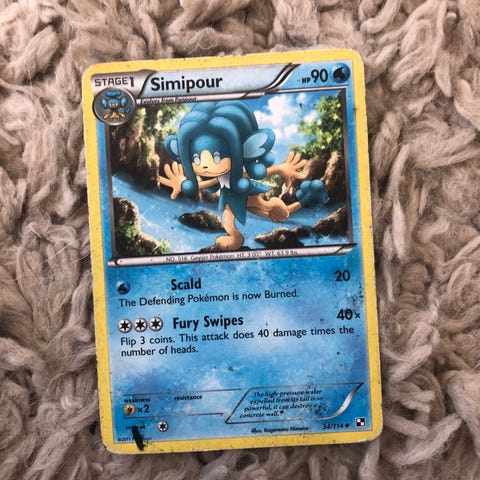 STAGE 1 Simipour HP 90
Evolves from Panpour
NO. 516 Geyser Pokémon HT. 3'03" WT. 63.9 lbs.
Scald 20
The Defending Pokémon is now Burned.
Fury Swipes 40x
Flip 3 coins. This attack does 40 damage times the
number of heads.
weakness resistance
×2
The high-pressure water
expelled from its tail is so
powerful, it can destroy a
concrete wall.
retreat
Illus. Kagemaru Himeno 34/114
©2011